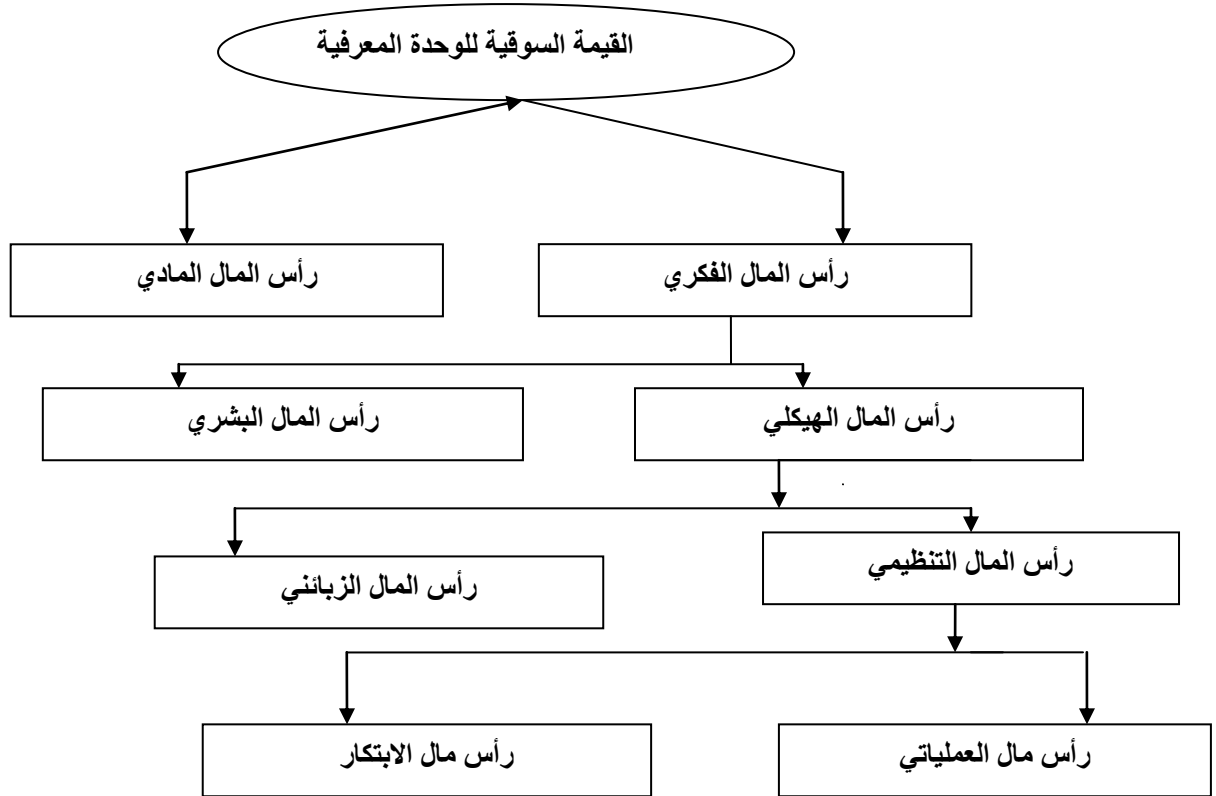 القيمة السوقية للوحدة المعرفية
رأس المال الفكري
رأس المال المادي
رأس المال الهيكلي
رأس المال البشري
رأس المال التنظيمي
رأس المال الزبائني
رأس مال العملياتي
رأس مال الابتكار